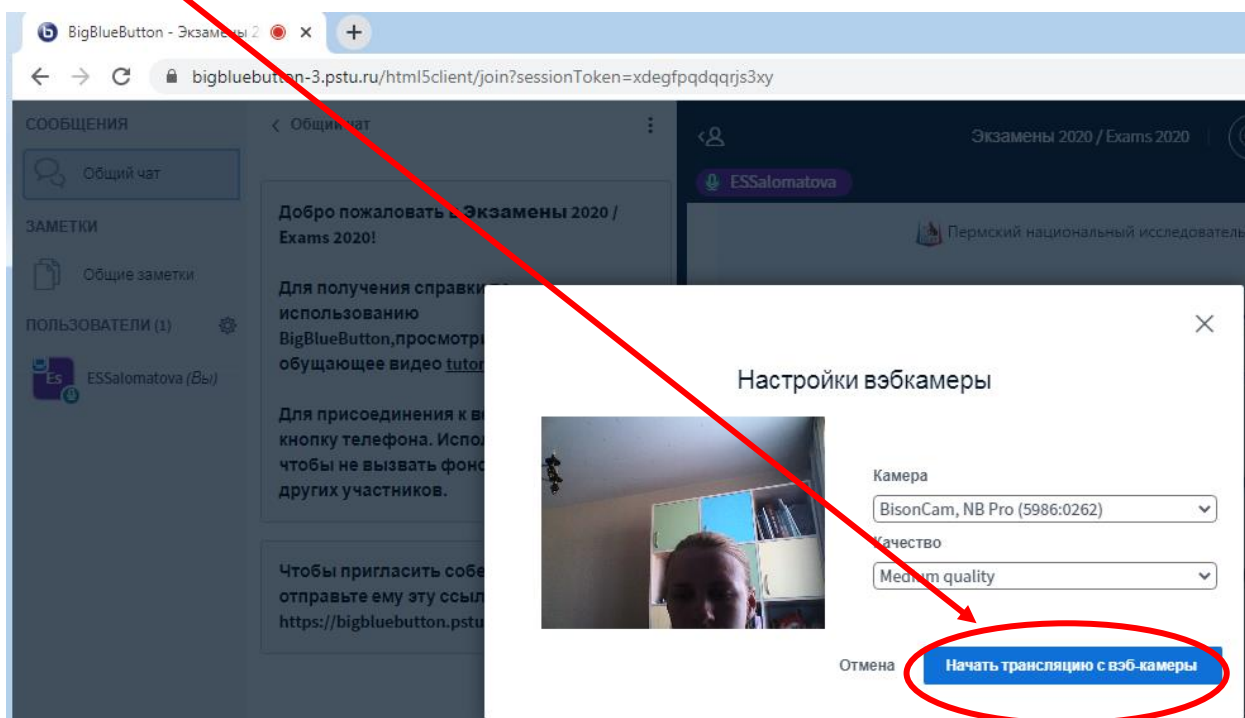 BigBlueButton - Экзамены 2
bigbluebutton-3.pstu.ru/html5client/join?sessionToken=xdegfpqdqqrjs3xy
СООБЩЕНИЯ
Общий чат
ЗАМЕТКИ
Общие заметки
ПОЛЬЗОВАТЕЛИ (1)
Es
ESSalomatova (Вы)
Общий чат
Добро пожаловать в Экзамены 2020 /
Exams 2020!
Для получения справки по
использованию
BigBlueButton,просмотри
обущающее видео tutor
Для присоединения к в
кнопку телефона. Испол
чтобы не вызвать фоно
других участников.
Чтобы пригласить собе
отправьте ему эту ссыл
https://bigbluebutton.pstu
Экзамены 2020 / Exams 2020
ESSalomatova
Пермский национальный исследователь
Настройки вэбкамеры
Камера
BisonCam, NB Pro (5986:0262)
Качество
Medium quality
Отмена
Начать трансляцию с вэб-камеры